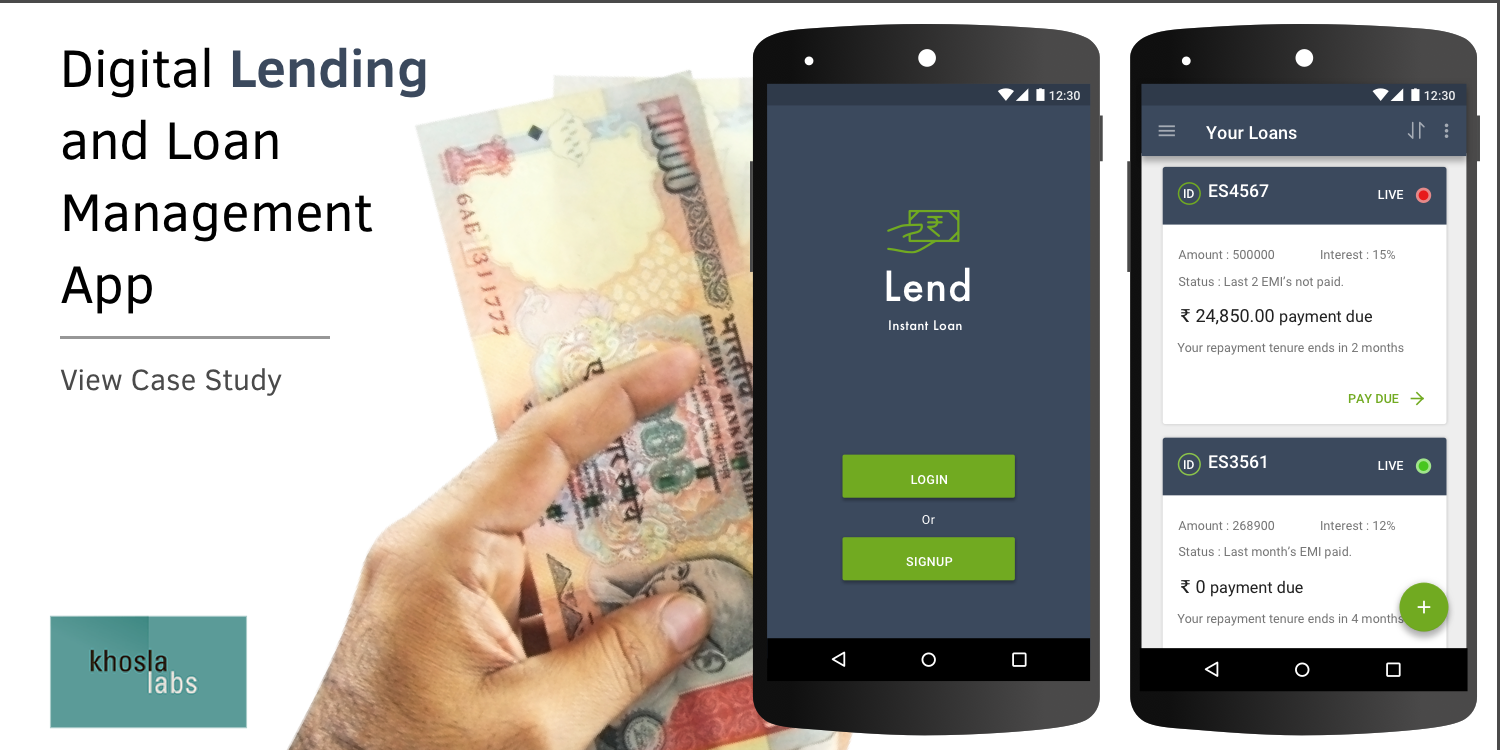 Digital Lending
and Loan
Management
App
View Case Study
khosla
labs
6AE 311777
1000
RESERVE BANK OF
12:30
₹
Lend
Instant Loan
LOGIN
Or
SIGNUP
12:30
Your Loans
ID ES4567 LIVE
Amount : 500000 Interest : 15%
Status : Last 2 EMI's not paid.
₹ 24,850.00 payment due
Your repayment tenure ends in 2 months
PAY DUE
ID ES3561 LIVE
Amount : 268900 Interest : 12%
Status : Last month's EMI paid.
₹ 0 payment due
Your repayment tenure ends in 4 months